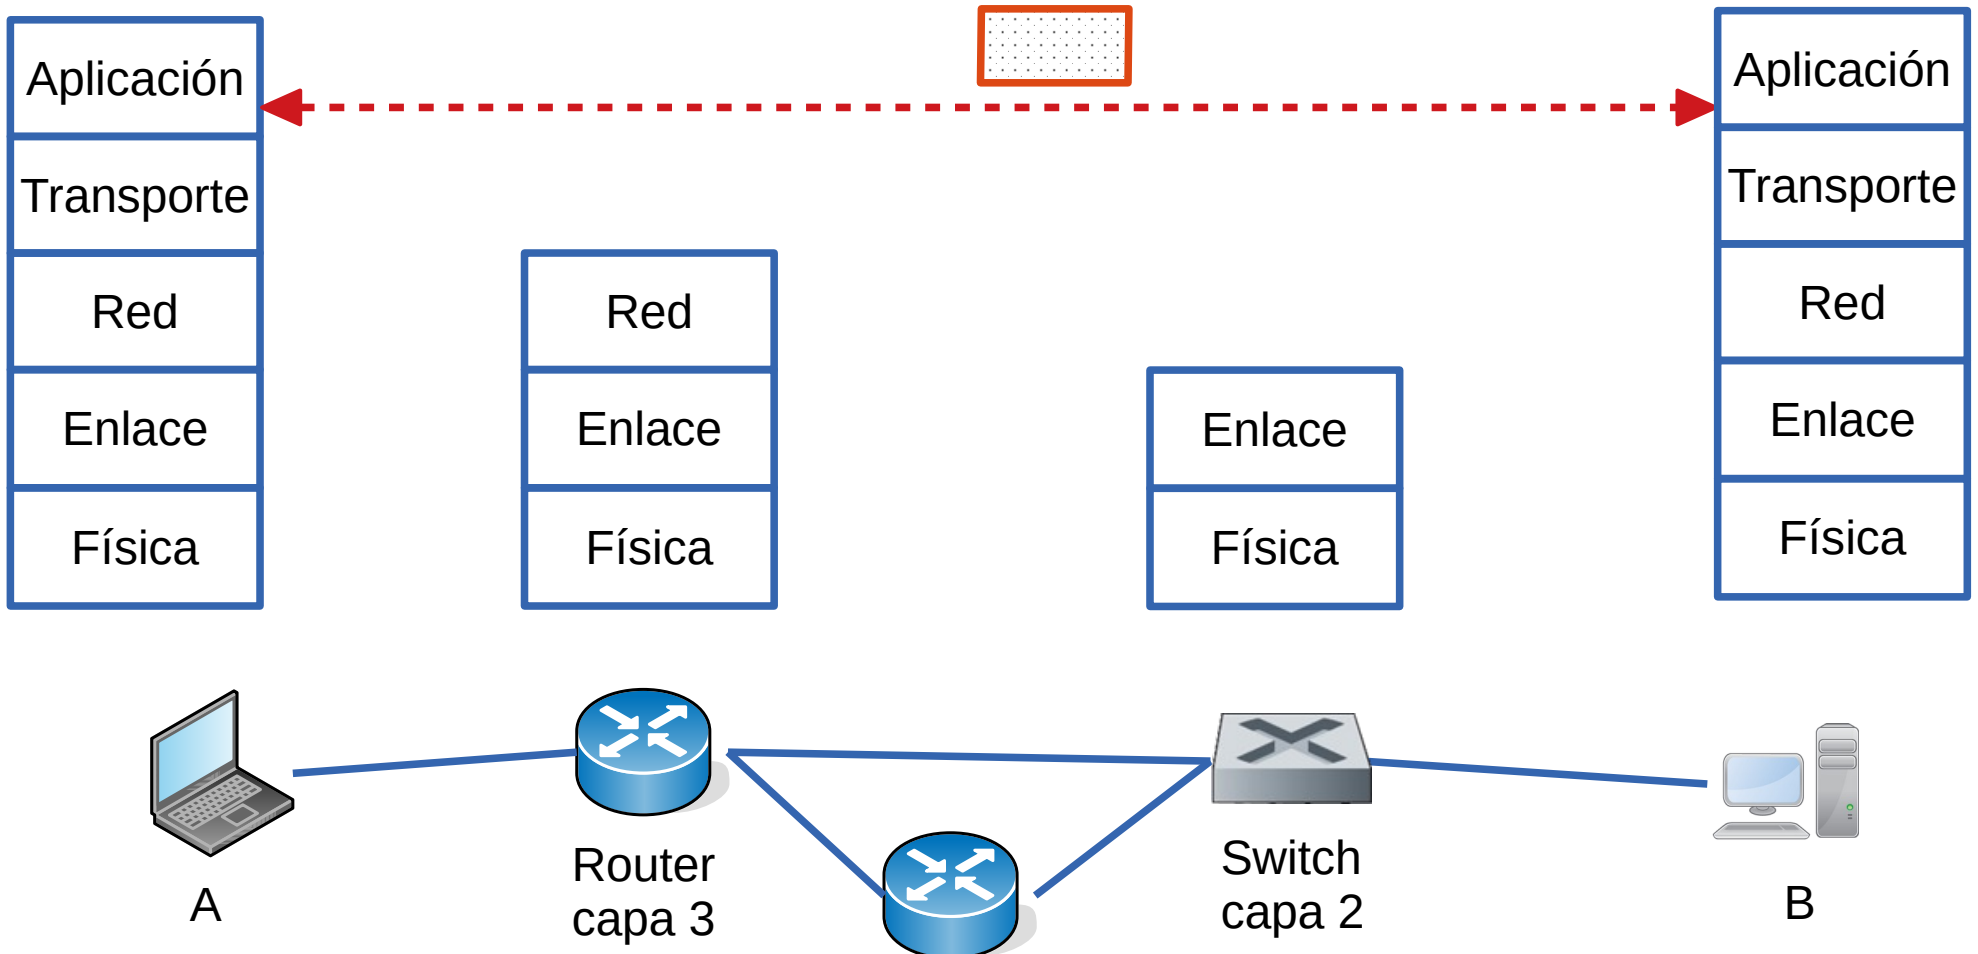 Aplicación
Transporte
Red
Enlace
Física
Red
Enlace
Física
Enlace
Física
Aplicación
Transporte
Red
Enlace
Física
A
Router
capa 3
Switch
capa 2
B